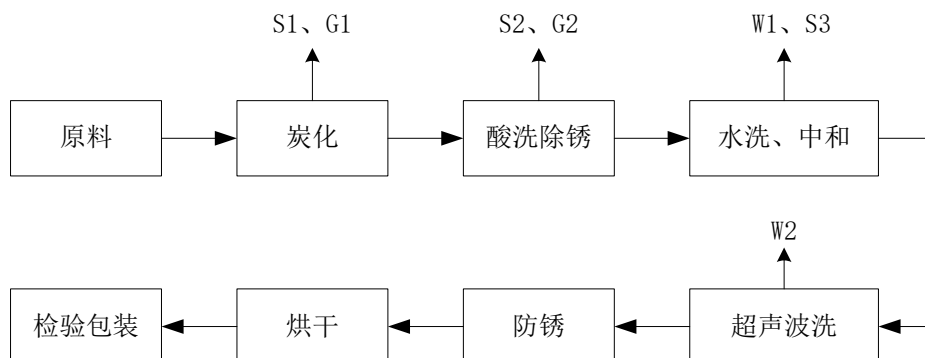 S1、G1
S2、G2
W1、S3
原料
炭化
酸洗除锈
水洗、中和
W2
检验包装
烘干
防锈
超声波洗